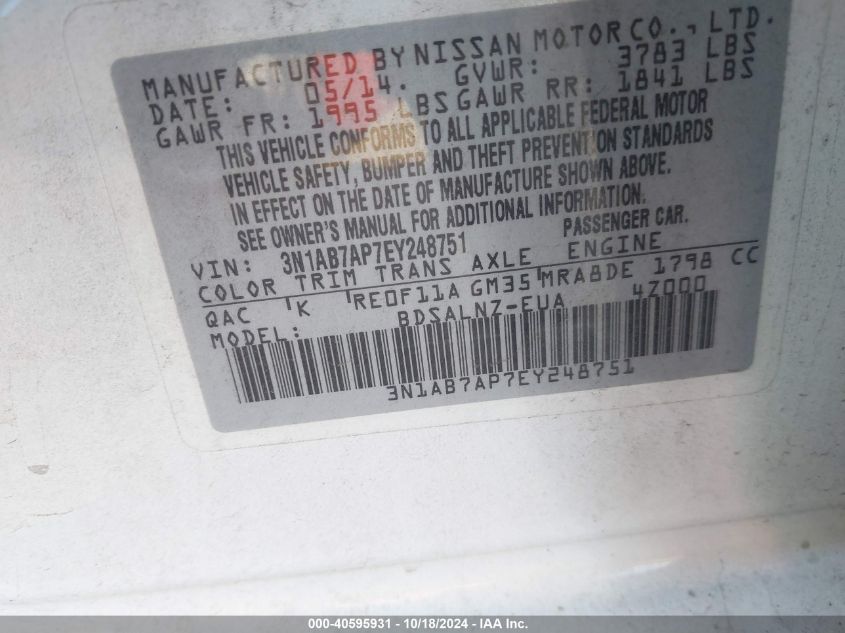 MANUFACTURED BY NISSAN MOTOR CO., LTD.
DATE: 05/14. GVWR: 3783 LBS
GAWR FR: 1995 LBS GAWR RR: 1841 LBS
THIS VEHICLE CONFORMS TO ALL APPLICABLE FEDERAL MOTOR
VEHICLE SAFETY, BUMPER AND THEFT PREVENTION STANDARDS
IN EFFECT ON THE DATE OF MANUFACTURE SHOWN ABOVE.
SEE OWNER'S MANUAL FOR ADDITIONAL INFORMATION.
VIN: 3N1AB7AP7EY248751 PASSENGER CAR.
COLOR TRIM TRANS AXLE ENGINE
QAC K RE0F11A GM35 MRA8DE 1798 CC
MODEL: BDSALNZ-EUA 4Z000
3N1AB7AP7EY248751
000-40595931 - 10/18/2024 - IAA Inc.